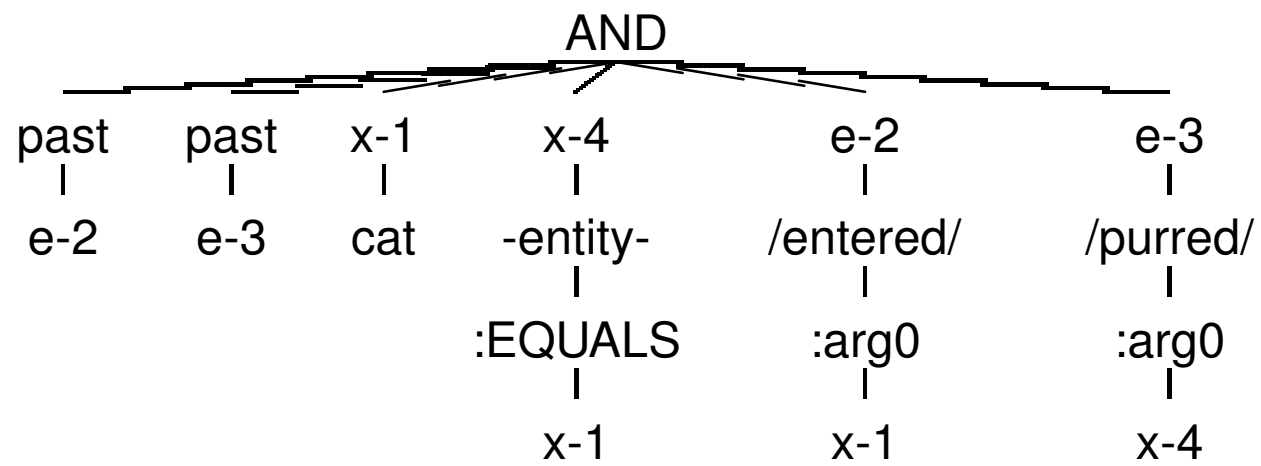 AND
past past x-1 x-4 e-2 e-3
e-2 e-3 cat -entity- /entered/ /purred/
:EQUALS :arg0 :arg0
x-1 x-1 x-4